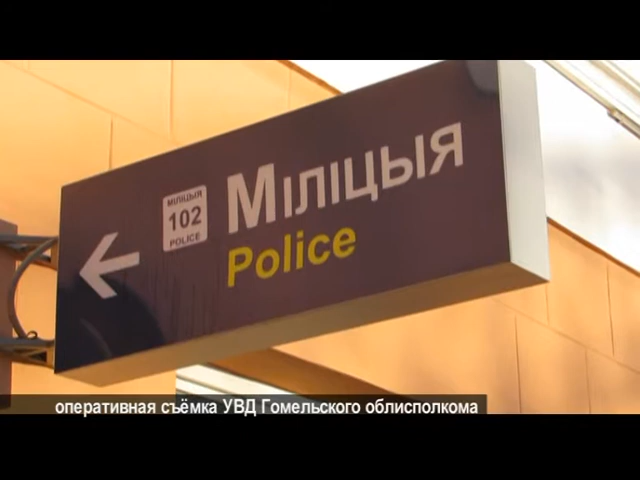 Міліцыя
МІЛІЦЫЯ
102
POLICE
Police
оперативная съёмка УВД Гомельского облисполкома